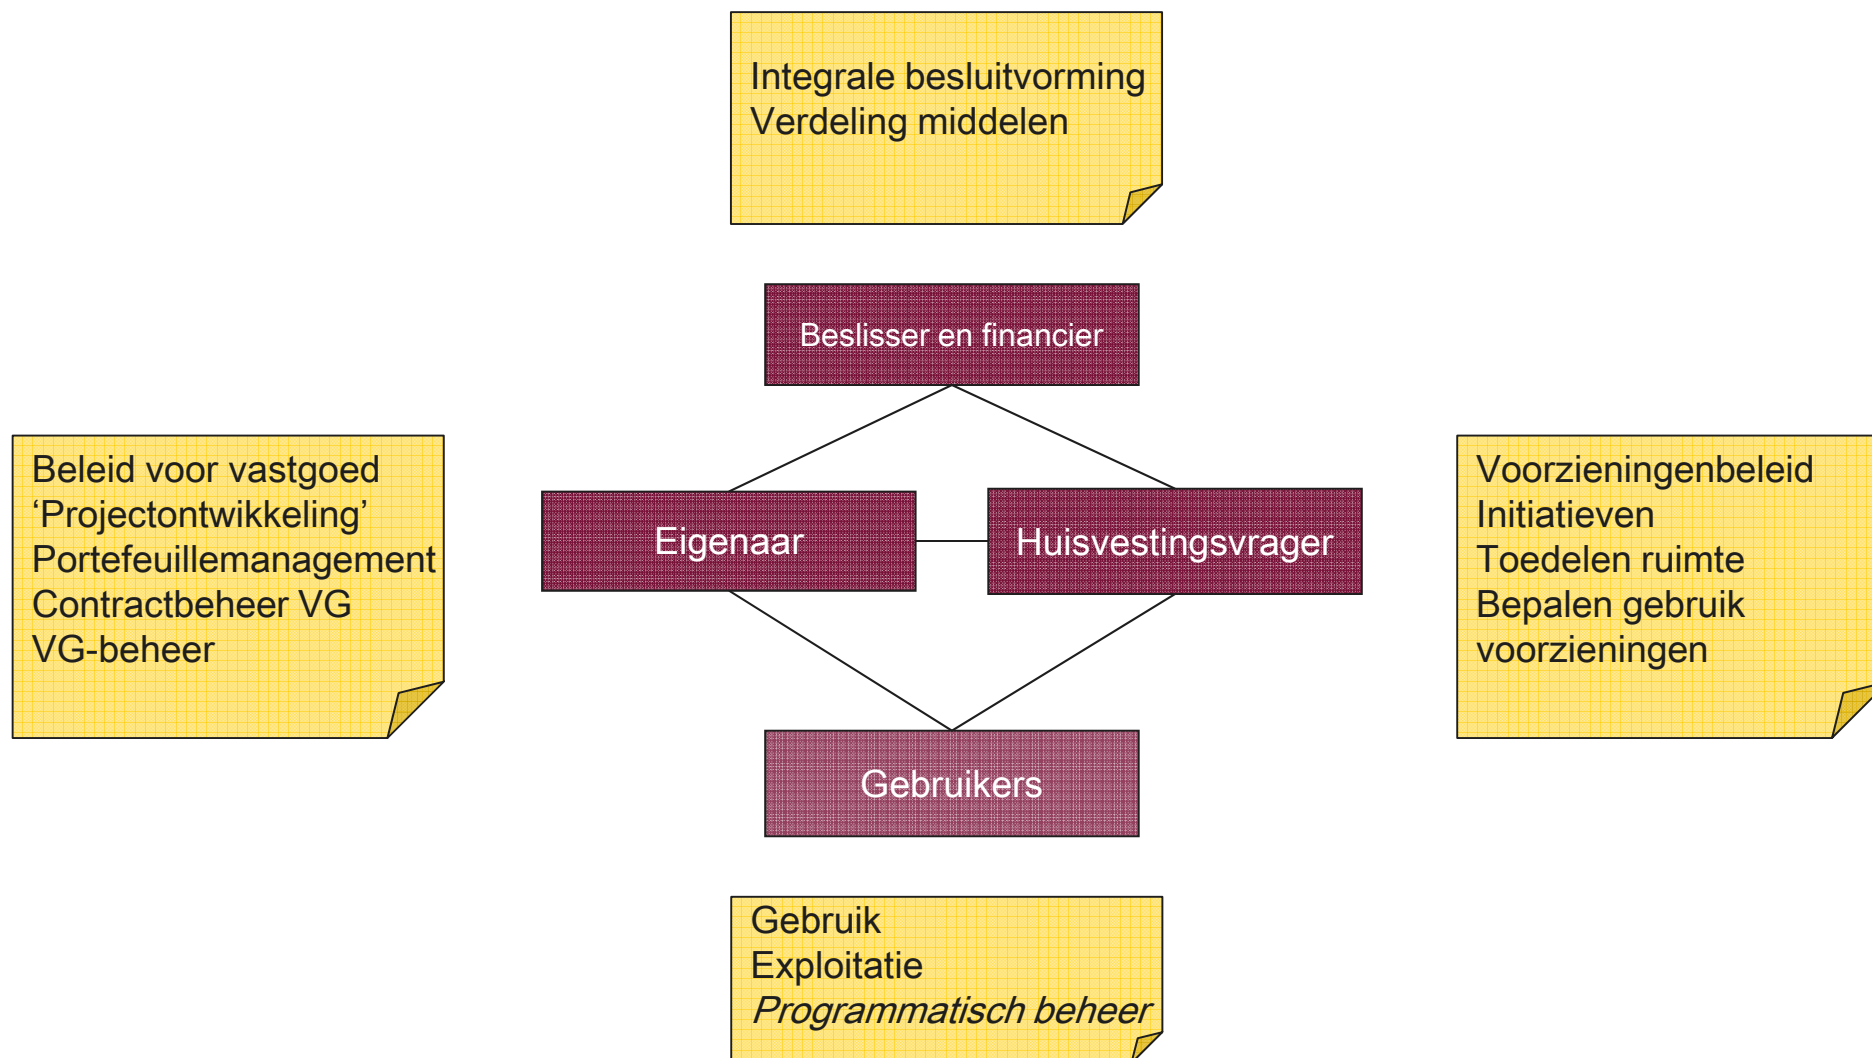 Integrale besluitvorming
Verdeling middelen
Beslisser en financier
Beleid voor vastgoed
‘Projectontwikkeling’
Portefeuillemanagement
Contractbeheer VG
VG-beheer
Eigenaar
Huisvestingsvrager
Voorzieningenbeleid
Initiatieven
Toedelen ruimte
Bepalen gebruik
voorzieningen
Gebruikers
Gebruik
Exploitatie
Programmatisch beheer